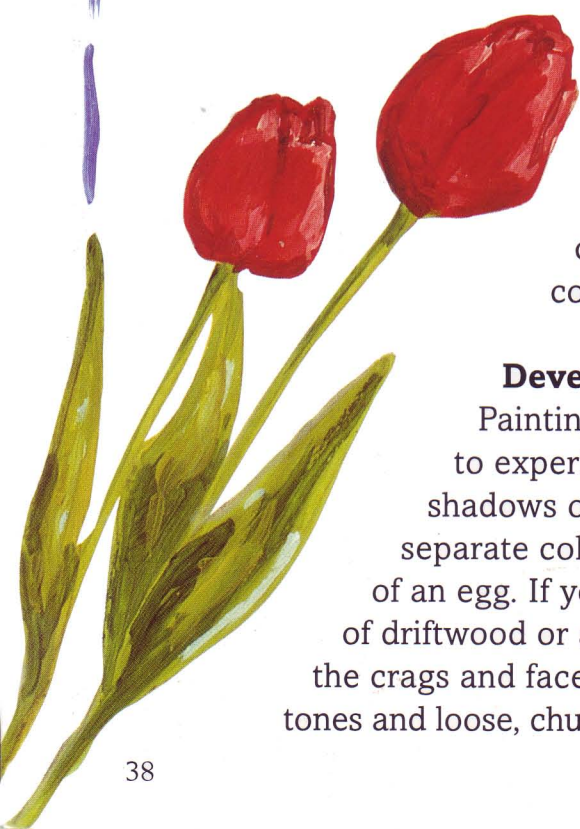 co
Deve
Paintin
to exper
shadows o
separate col
of an egg. If yo
of driftwood or
the crags and face
tones and loose, chu
38